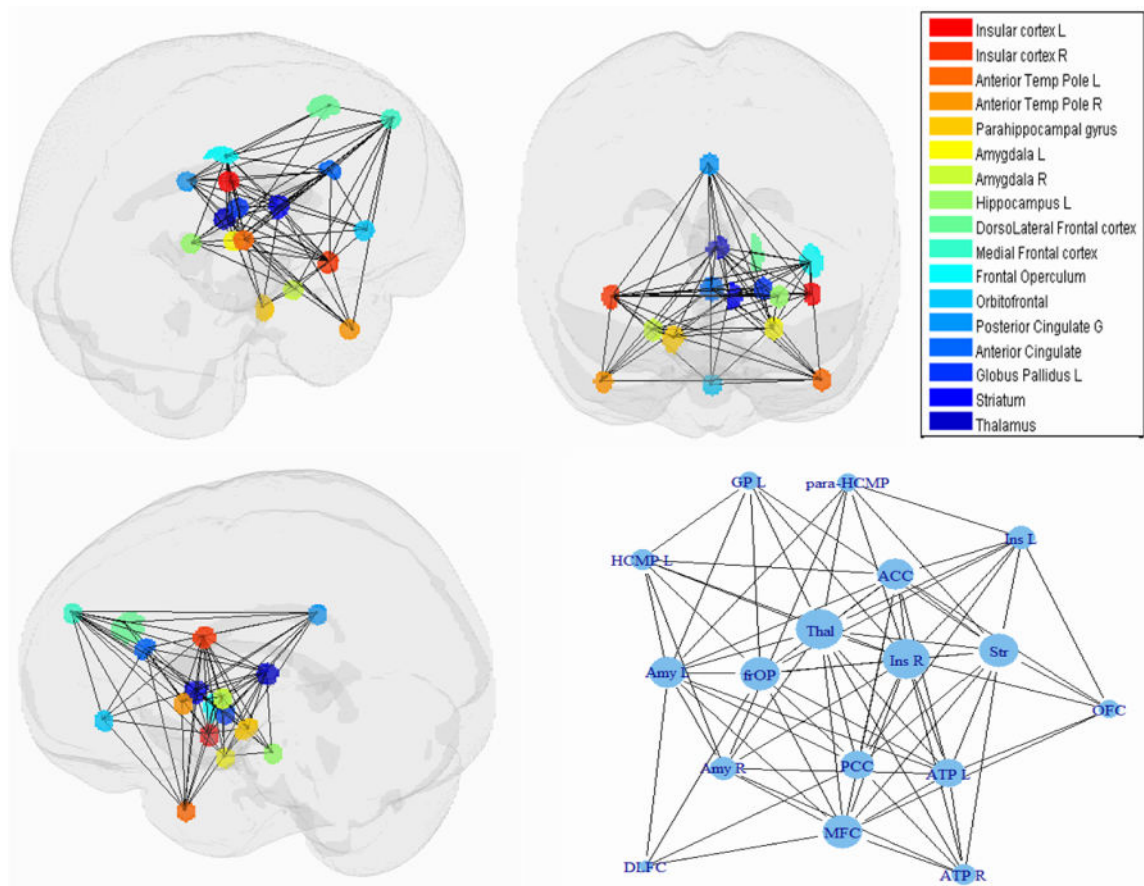 Insular cortex L
Insular cortex R
Anterior Temp Pole L
Anterior Temp Pole R
Parahippocampal gyrus
Amygdala L
Amygdala R
Hippocampus L
DorsoLateral Frontal cortex
Medial Frontal cortex
Frontal Operculum
Orbitofrontal
Posterior Cingulate G
Anterior Cingulate
Globus Pallidus L
Striatum
Thalamus
GP L
para-HCMP
Ins L
HCMP L
ACC
Thal
Str
Ins R
Amy L
frOP
OFC
Amy R
PCC
ATP L
MFC
DLFC
ATP R